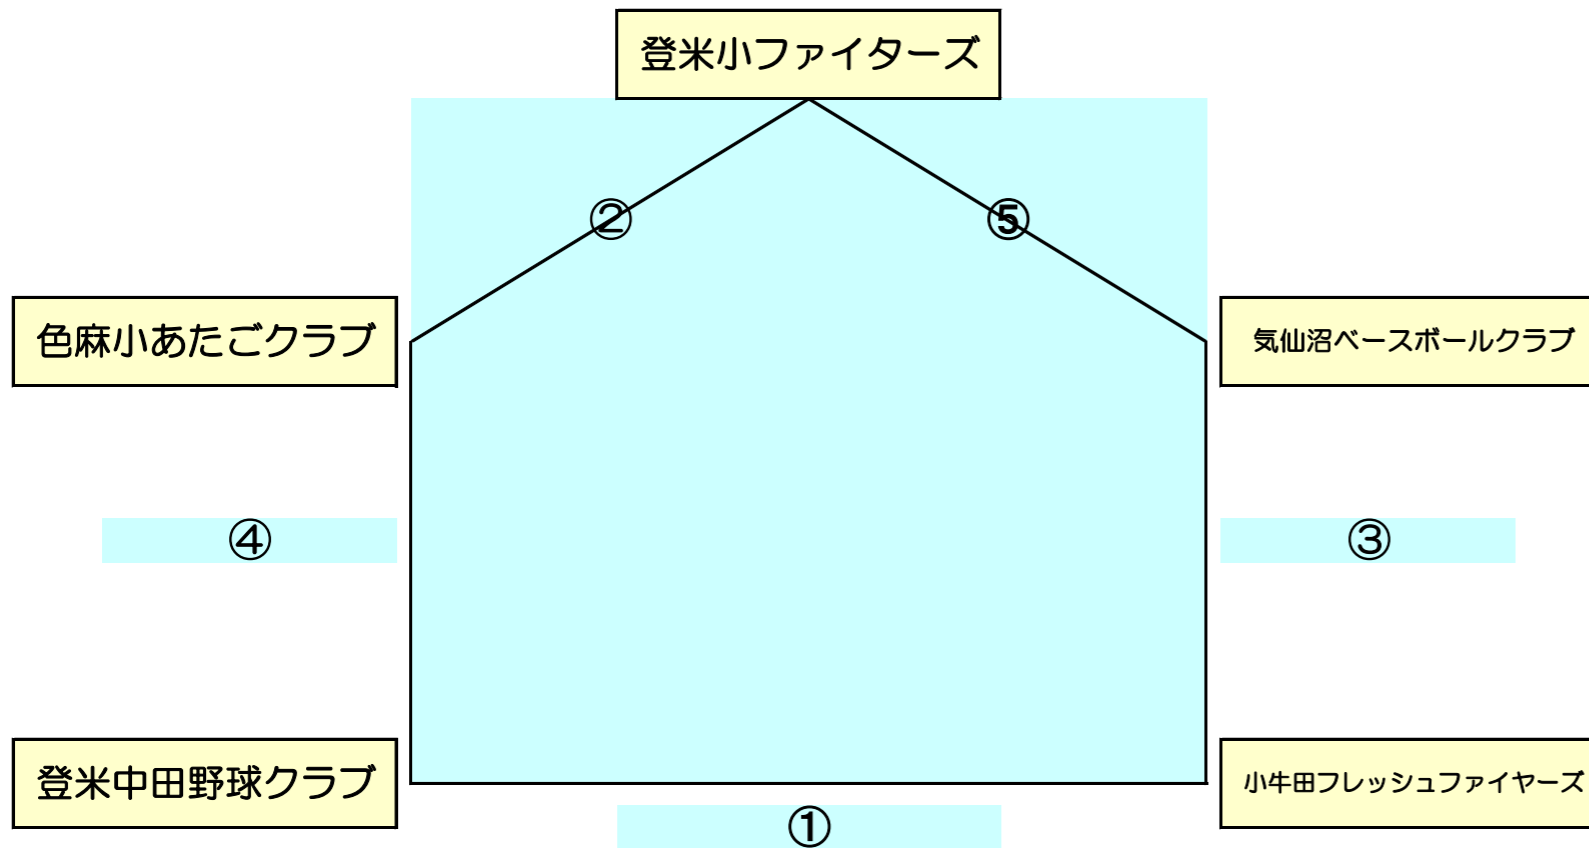 登米小ファイターズ
②
⑤
色麻小あたごクラブ
気仙沼ベースボールクラブ
④
③
登米中田野球クラブ
小牛田フレッシュファイヤーズ
①